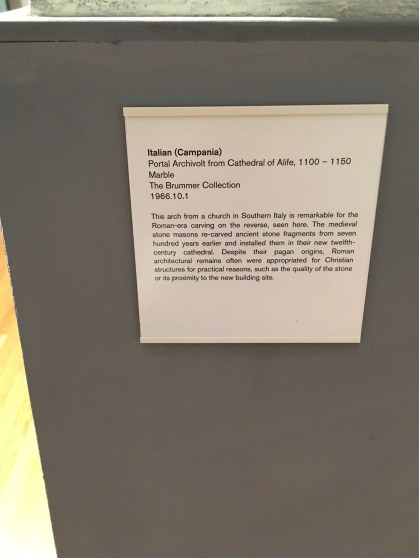 Italian (Campania)
Portal Archivolt from Cathedral of Alife, 1100 – 1150
Marble
The Brummer Collection
1966.10.1
This arch from a church in Southern Italy is remarkable for the
Roman-era carving on the reverse, seen here. The medieval
stone masons re-carved ancient stone fragments from seven
hundred years earlier and installed them in their new twelfth-
century cathedral. Despite their pagan origins, Roman
architectural remains often were appropriated for Christian
structures for practical reasons, such as the quality of the stone
or its proximity to the new building site.